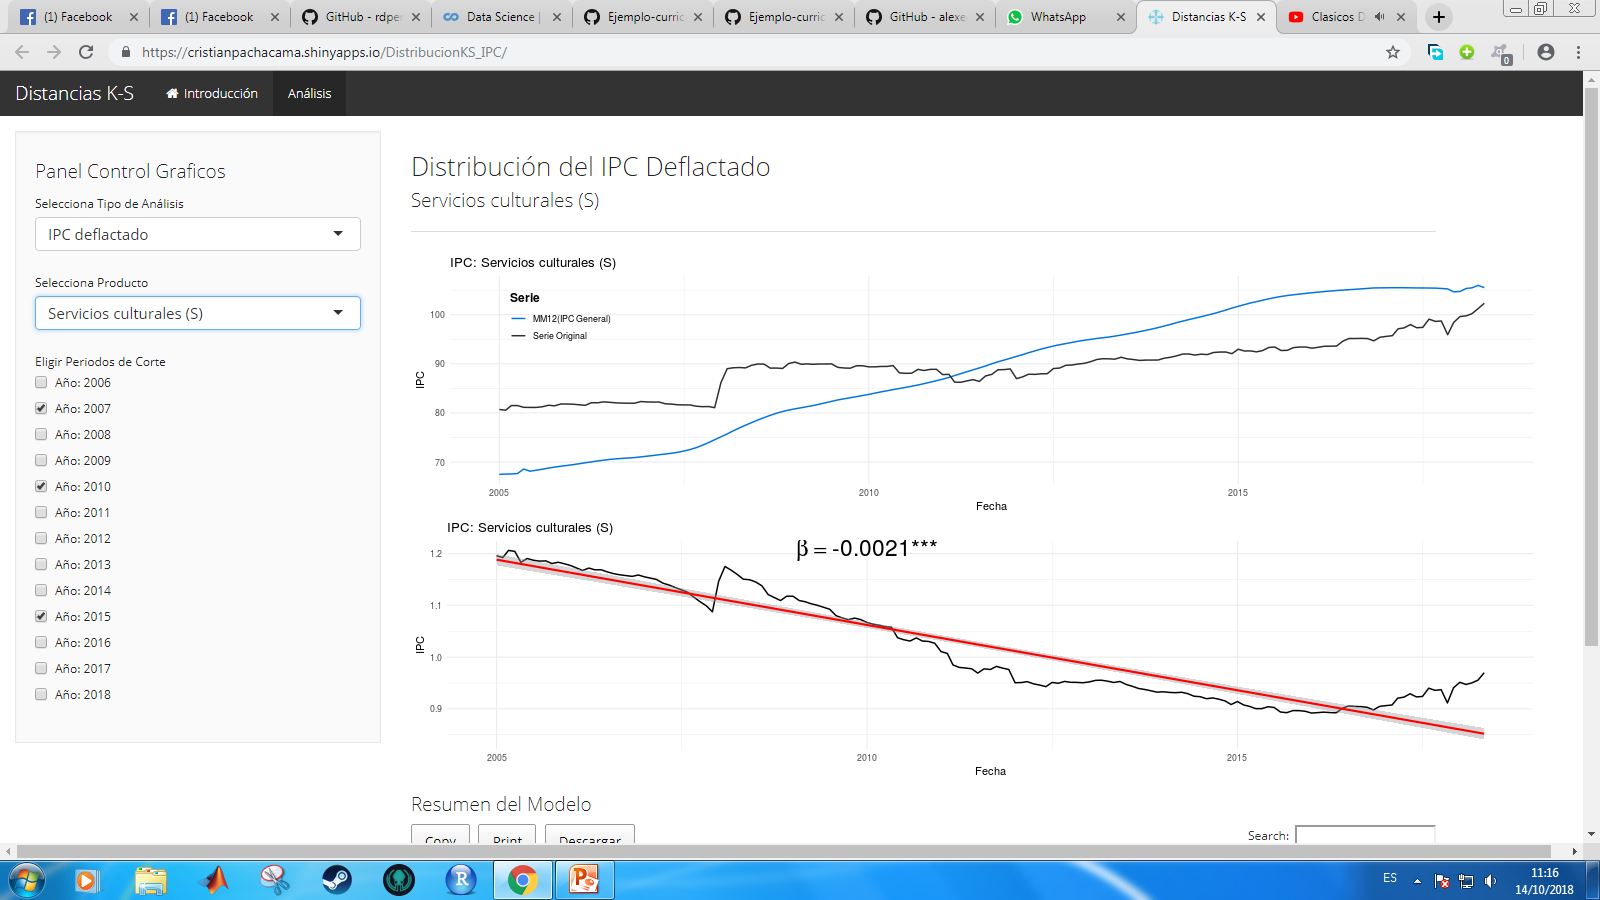 (1) Facebook
(1) Facebook
GitHub - rdpe
Data Science |
Ejemplo-curric
Ejemplo-curric
GitHub - alexe
WhatsApp
Distancias K-S
Clasicos D
https://cristianpachacama.shinyapps.io/DistribucionKS_IPC/
0
Distancias K-S
Introducción
Análisis
Panel Control Graficos
Selecciona Tipo de Análisis
IPC deflactado
Selecciona Producto
Servicios culturales (S)
Eligir Periodos de Corte
Año: 2006
Año: 2007
Año: 2008
Año: 2009
Año: 2010
Año: 2011
Año: 2012
Año: 2013
Año: 2014
Año: 2015
Año: 2016
Año: 2017
Año: 2018
Distribución del IPC Deflactado
Servicios culturales (S)
IPC: Servicios culturales (S)
Serie
MM12(IPC General)
Serie Original
100
90
80
70
IPC
2005
2010
2015
Fecha
IPC: Servicios culturales (S)
β = -0.0021***
1.2
1.1
1.0
0.9
IPC
2005
2010
2015
Fecha
Resumen del Modelo
Copy
Print
Descargar
Search:
ES
11:16
14/10/2018